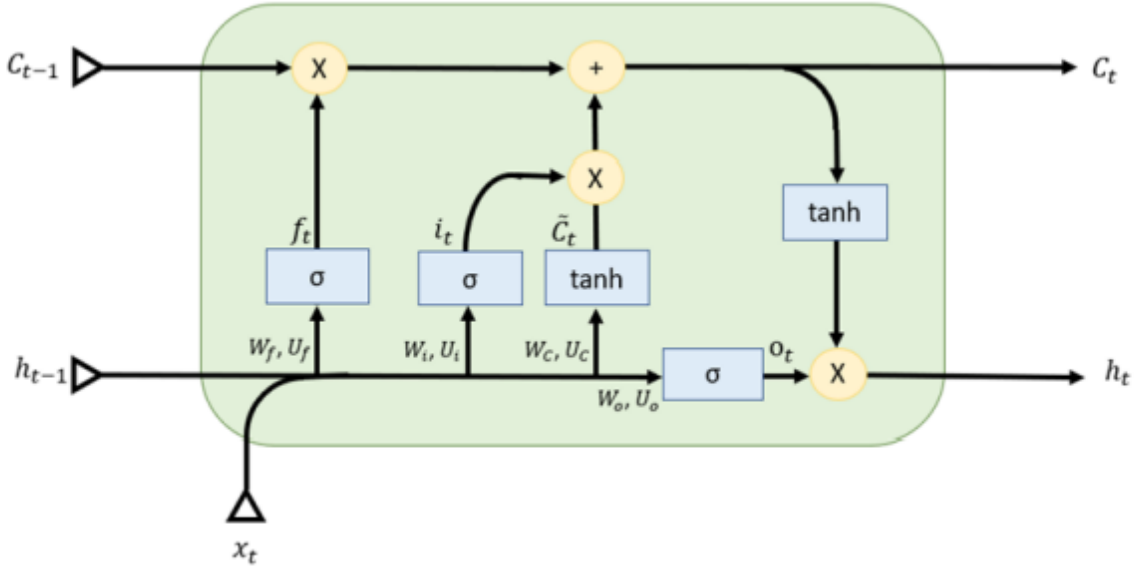 C_{t-1} X + C_t
X
tanh
f_t i_t C̃_t
σ σ tanh
W_f, U_f W_i, U_i W_C, U_C o_t
h_{t-1} σ X h_t
W_o, U_o
x_t